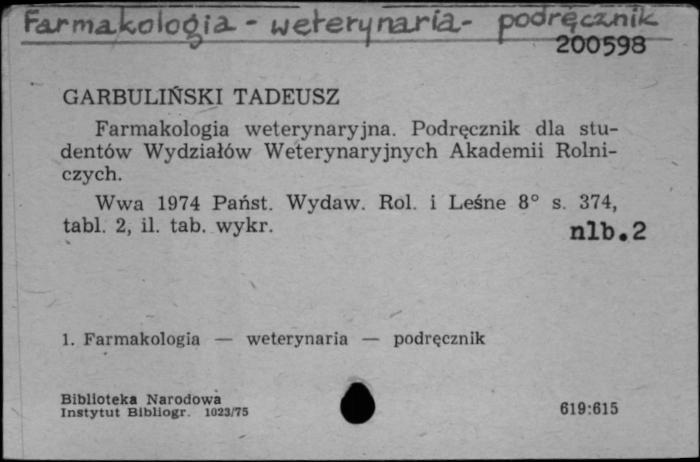 Farmakologia - weterynaria - podręcznik
200598
GARBULIŃSKI TADEUSZ
Farmakologia weterynaryjna. Podręcznik dla stu-
dentów Wydziałów Weterynaryjnych Akademii Rolni-
czych.
Wwa 1974 Państ. Wydaw. Rol. i Leśne 8° s. 374,
tabl. 2, il. tab. wykr.
nlb.2
1. Farmakologia — weterynaria — podręcznik
Biblioteka Narodowa
Instytut Bibliogr. 1023/75
619:615